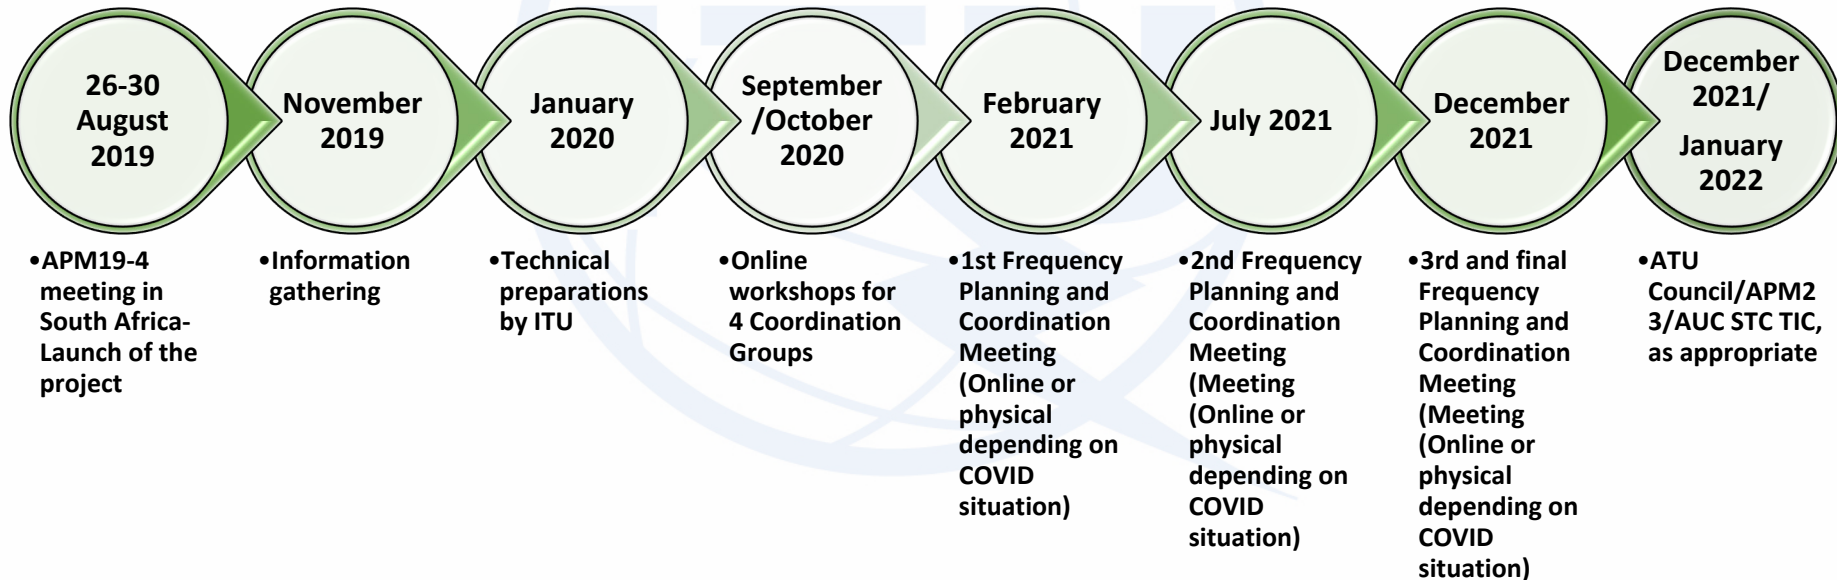 26-30
August
2019
November
2019
January
2020
September
/October
2020
February
2021
July 2021
December
2021
December
2021/
January
2022
•APM19-4
meeting in
South Africa-
Launch of the
project
•Information
gathering
•Technical
preparations
by ITU
•Online
workshops for
4 Coordination
Groups
•1st Frequency
Planning and
Coordination
Meeting
(Online or
physical
depending on
COVID
situation)
•2nd Frequency
Planning and
Coordination
Meeting
(Meeting
(Online or
physical
depending on
COVID
situation)
•3rd and final
Frequency
Planning and
Coordination
Meeting
(Meeting
(Online or
physical
depending on
COVID
situation)
•ATU
Council/APM2
3/AUC STC TIC,
as appropriate